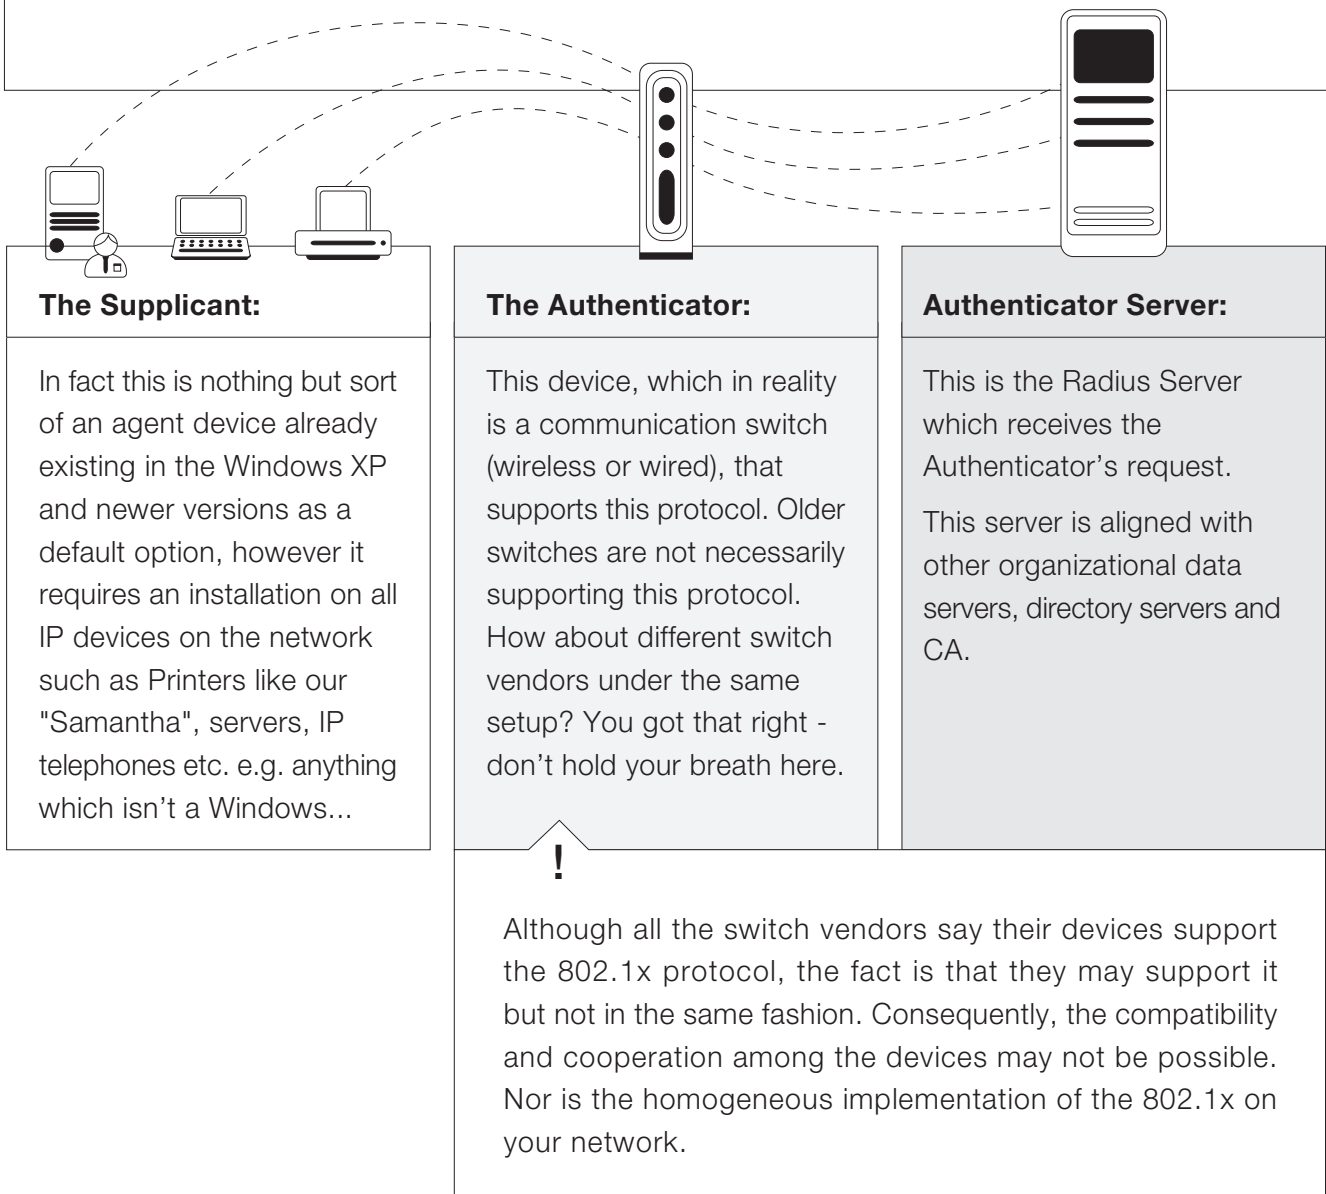 The Supplicant:
In fact this is nothing but sort
of an agent device already
existing in the Windows XP
and newer versions as a
default option, however it
requires an installation on all
IP devices on the network
such as Printers like our
"Samantha", servers, IP
telephones etc. e.g. anything
which isn’t a Windows...
The Authenticator:
This device, which in reality
is a communication switch
(wireless or wired), that
supports this protocol. Older
switches are not necessarily
supporting this protocol.
How about different switch
vendors under the same
setup? You got that right -
don’t hold your breath here.
Authenticator Server:
This is the Radius Server
which receives the
Authenticator’s request.
This server is aligned with
other organizational data
servers, directory servers and
CA.
!
Although all the switch vendors say their devices support
the 802.1x protocol, the fact is that they may support it
but not in the same fashion. Consequently, the compatibility
and cooperation among the devices may not be possible.
Nor is the homogeneous implementation of the 802.1x on
your network.